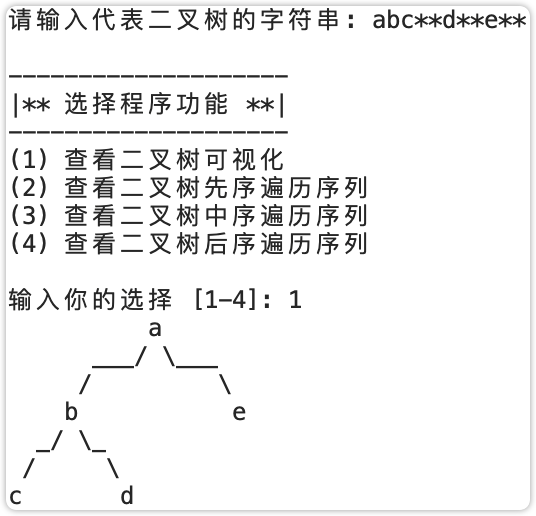 请输入代表二叉树的字符串: abc**d**e**
--------------------
|** 选择程序功能 **|
--------------------
(1) 查看二叉树可视化
(2) 查看二叉树先序遍历序列
(3) 查看二叉树中序遍历序列
(4) 查看二叉树后序遍历序列
输入你的选择 [1-4]: 1
          a
      ___/ \___
     /         \
    b           e
  _/ \_
 /     \
c       d